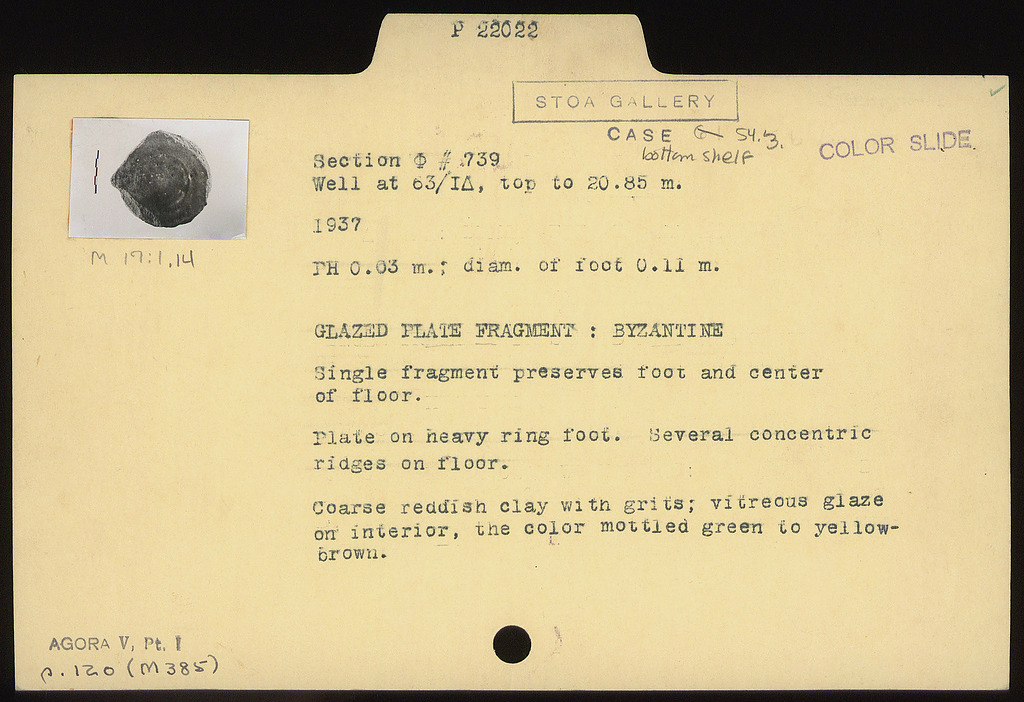 P 22022
STOA GALLERY
CASE 54.3.
bottom shelf
COLOR SLIDE
Section Φ # 739
Well at 63/ΙΔ, top to 20.85 m.
1937
M 17:1.14
PH 0.03 m.; diam. of foot 0.11 m.
GLAZED PLATE FRAGMENT : BYZANTINE
Single fragment preserves foot and center
of floor.
Plate on heavy ring foot. Several concentric
ridges on floor.
Coarse reddish clay with grits; vitreous glaze
on interior, the color mottled green to yellow-
brown.
AGORA V, Pt. I
p. 120 (M385)